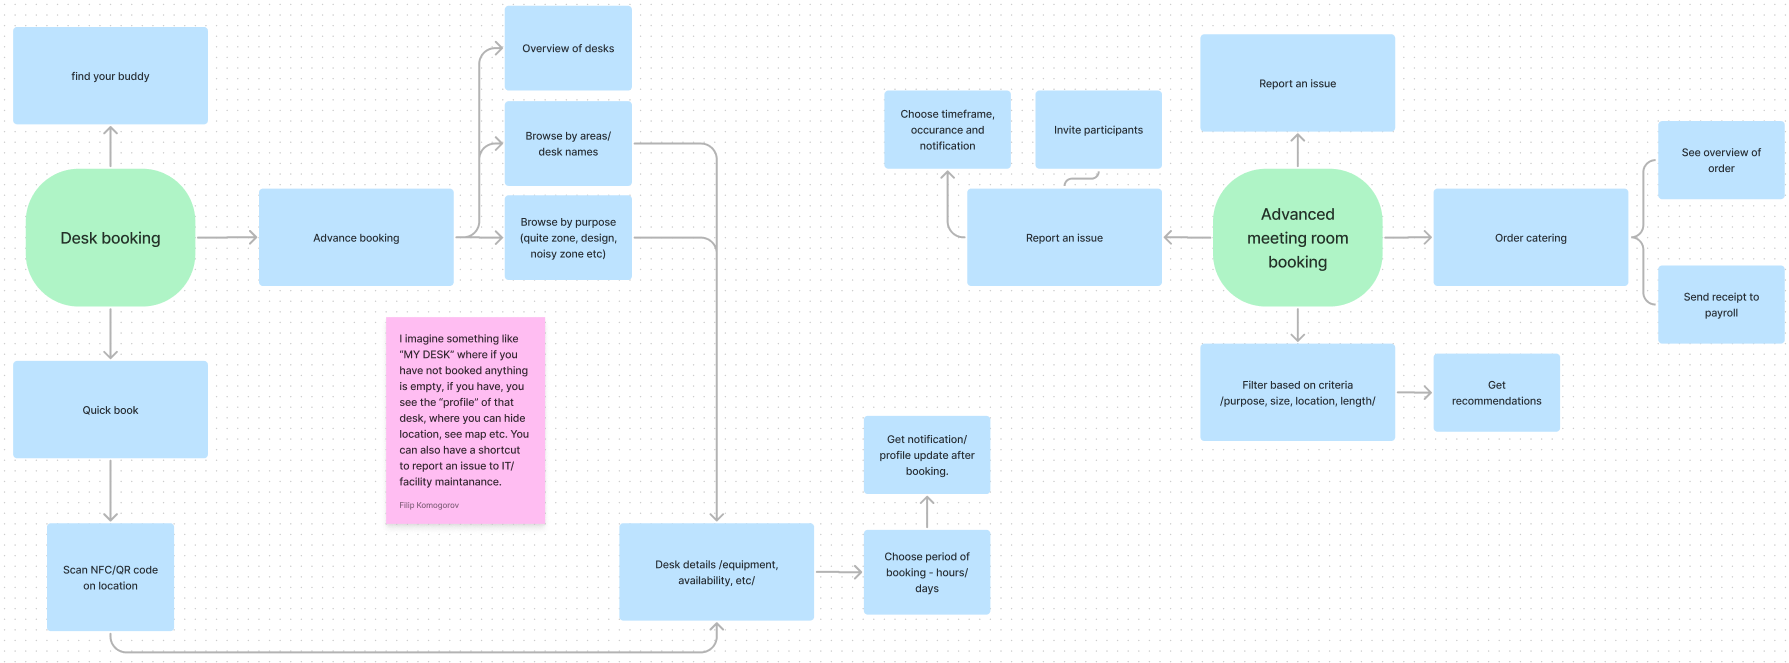 find your buddy
Desk booking
Advance booking
Quick book
Scan NFC/QR code
on location
Overview of desks
Browse by areas/
desk names
Browse by purpose
(quite zone, design,
noisy zone etc)
I imagine something like
"MY DESK" where if you
have not booked anything
is empty, if you have, you
see the "profile" of that
desk, where you can hide
location, see map etc. You
can also have a shortcut
to report an issue to IT/
facility maintanance.
Filip Komogorov
Desk details /equipment,
availability, etc/
Choose period of
booking - hours/
days
Get notification/
profile update after
booking.
Choose timeframe,
occurance and
notification
Invite participants
Report an issue
Report an issue
Advanced
meeting room
booking
Order catering
See overview of
order
Send receipt to
payroll
Filter based on criteria
/purpose, size, location, length/
Get
recommendations